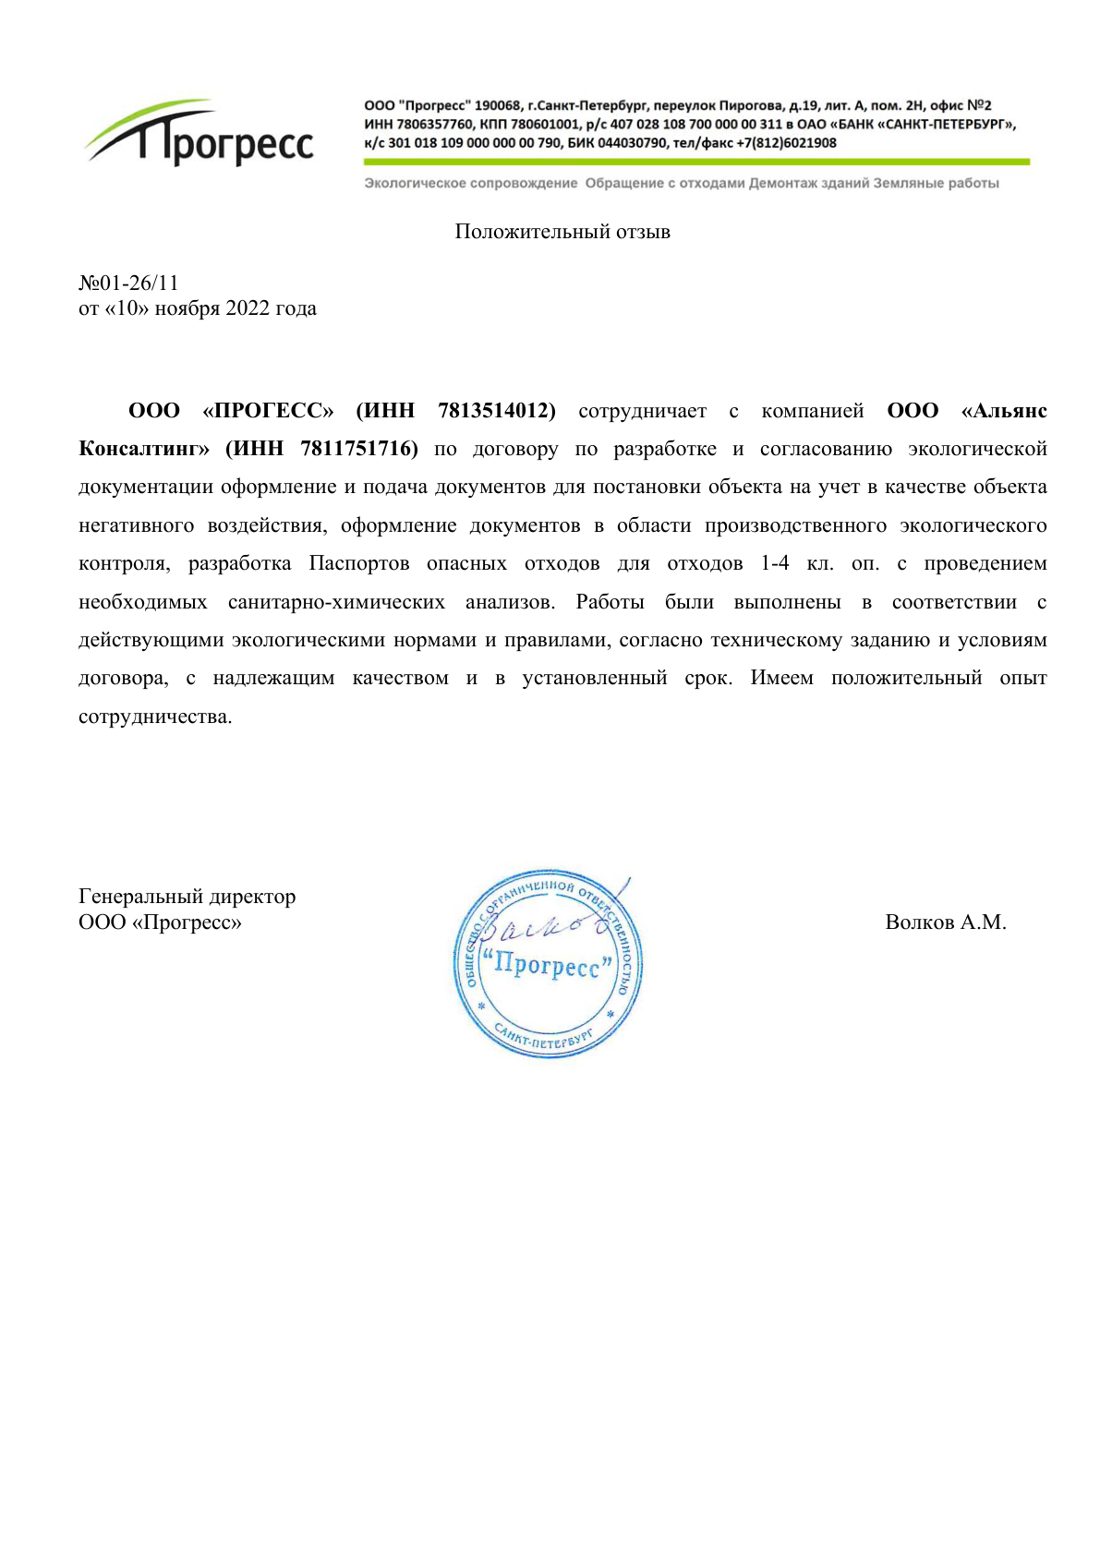 Прогресс
ООО "Прогресс" 190068, г.Санкт-Петербург, переулок Пирогова, д.19, лит. А, пом. 2Н, офис №2
ИНН 7806357760, КПП 780601001, р/с 407 028 108 700 000 00 311 в ОАО «БАНК «САНКТ-ПЕТЕРБУРГ»,
к/с 301 018 109 000 000 00 790, БИК 044030790, тел/факс +7(812)6021908
Экологическое сопровождение Обращение с отходами Демонтаж зданий Земляные работы
Положительный отзыв
№01-26/11
от «10» ноября 2022 года
ООО «ПРОГЕСС» (ИНН 7813514012) сотрудничает с компанией ООО «Альянс
Консалтинг» (ИНН 7811751716) по договору по разработке и согласованию экологической
документации оформление и подача документов для постановки объекта на учет в качестве объекта
негативного воздействия, оформление документов в области производственного экологического
контроля, разработка Паспортов опасных отходов для отходов 1-4 кл. оп. с проведением
необходимых санитарно-химических анализов. Работы были выполнены в соответствии с
действующими экологическими нормами и правилами, согласно техническому заданию и условиям
договора, с надлежащим качеством и в установленный срок. Имеем положительный опыт
сотрудничества.
Генеральный директор
ООО «Прогресс»
ОБЩЕСТВО С ОГРАНИЧЕННОЙ ОТВЕТСТВЕННОСТЬЮ
Волков
“Прогресс”
* САНКТ-ПЕТЕРБУРГ *
Волков А.М.